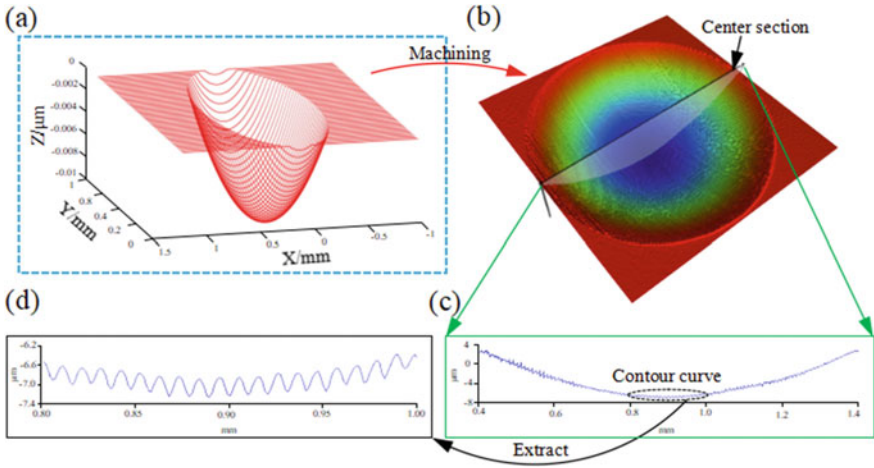 (a)
(b)
Center section
Machining
0
-0.002
-0.004
-0.006
-0.008
-0.01
Z/μm
1
0.8
0.4
0.2
0
Y/mm
1.5
1
0.5
0
-0.5
-1
X/mm
(d)
(c)
-6.2
-6.6
-7.0
-7.4
μm
0.80
0.85
0.90
0.95
1.00
mm
4
0
-4
-8
μm
Contour curve
0.4
0.6
0.8
1.0
1.2
1.4
mm
Extract